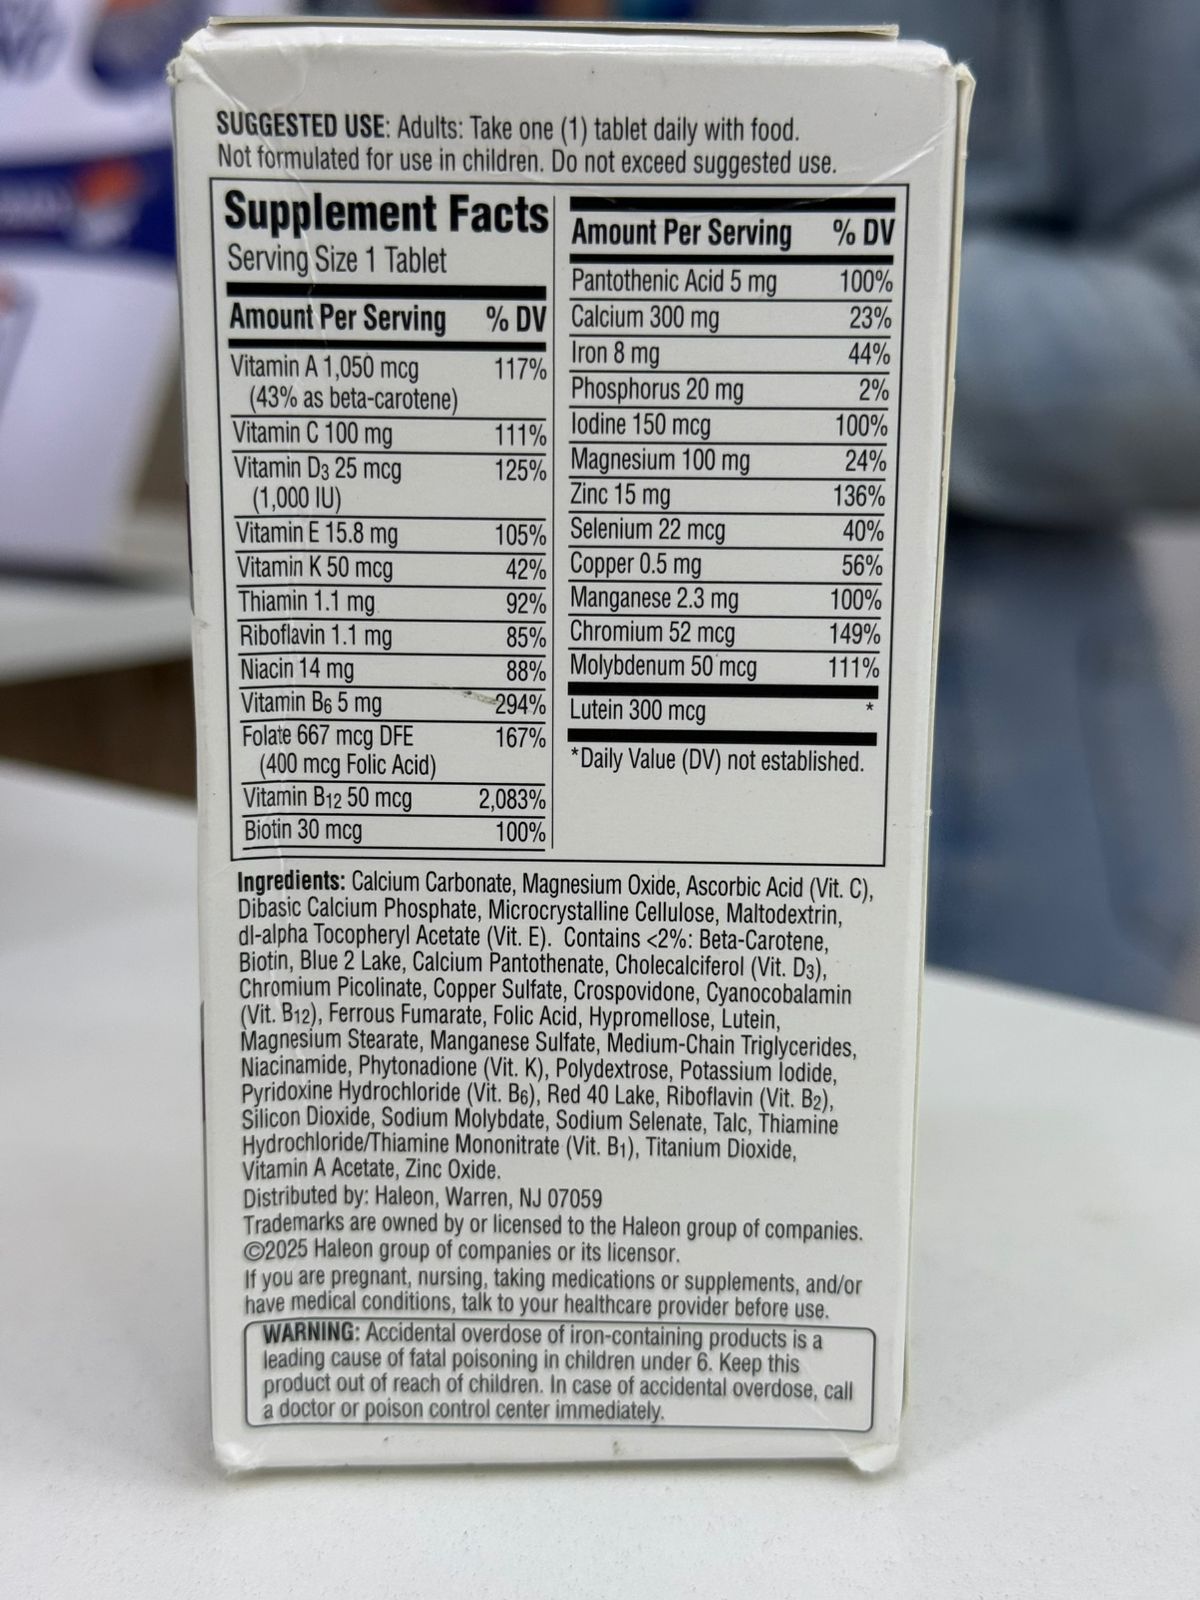 SUGGESTED USE: Adults: Take one (1) tablet daily with food.
Not formulated for use in children. Do not exceed suggested use.
Supplement Facts
Serving Size 1 Tablet
Amount Per Serving % DV
Vitamin A 1,050 mcg 117%
(43% as beta-carotene)
Vitamin C 100 mg 111%
Vitamin D3 25 mcg 125%
(1,000 IU)
Vitamin E 15.8 mg 105%
Vitamin K 50 mcg 42%
Thiamin 1.1 mg 92%
Riboflavin 1.1 mg 85%
Niacin 14 mg 88%
Vitamin B6 5 mg 294%
Folate 667 mcg DFE 167%
(400 mcg Folic Acid)
Vitamin B12 50 mcg 2,083%
Biotin 30 mcg 100%
Amount Per Serving % DV
Pantothenic Acid 5 mg 100%
Calcium 300 mg 23%
Iron 8 mg 44%
Phosphorus 20 mg 2%
Iodine 150 mcg 100%
Magnesium 100 mg 24%
Zinc 15 mg 136%
Selenium 22 mcg 40%
Copper 0.5 mg 56%
Manganese 2.3 mg 100%
Chromium 52 mcg 149%
Molybdenum 50 mcg 111%
Lutein 300 mcg *
*Daily Value (DV) not established.
Ingredients: Calcium Carbonate, Magnesium Oxide, Ascorbic Acid (Vit. C),
Dibasic Calcium Phosphate, Microcrystalline Cellulose, Maltodextrin,
dl-alpha Tocopheryl Acetate (Vit. E). Contains <2%: Beta-Carotene,
Biotin, Blue 2 Lake, Calcium Pantothenate, Cholecalciferol (Vit. D3),
Chromium Picolinate, Copper Sulfate, Crospovidone, Cyanocobalamin
(Vit. B12), Ferrous Fumarate, Folic Acid, Hypromellose, Lutein,
Magnesium Stearate, Manganese Sulfate, Medium-Chain Triglycerides,
Niacinamide, Phytonadione (Vit. K), Polydextrose, Potassium Iodide,
Pyridoxine Hydrochloride (Vit. B6), Red 40 Lake, Riboflavin (Vit. B2),
Silicon Dioxide, Sodium Molybdate, Sodium Selenate, Talc, Thiamine
Hydrochloride/Thiamine Mononitrate (Vit. B1), Titanium Dioxide,
Vitamin A Acetate, Zinc Oxide.
Distributed by: Haleon, Warren, NJ 07059
Trademarks are owned by or licensed to the Haleon group of companies.
©2025 Haleon group of companies or its licensor.
If you are pregnant, nursing, taking medications or supplements, and/or
have medical conditions, talk to your healthcare provider before use.
WARNING: Accidental overdose of iron-containing products is a
leading cause of fatal poisoning in children under 6. Keep this
product out of reach of children. In case of accidental overdose, call
a doctor or poison control center immediately.